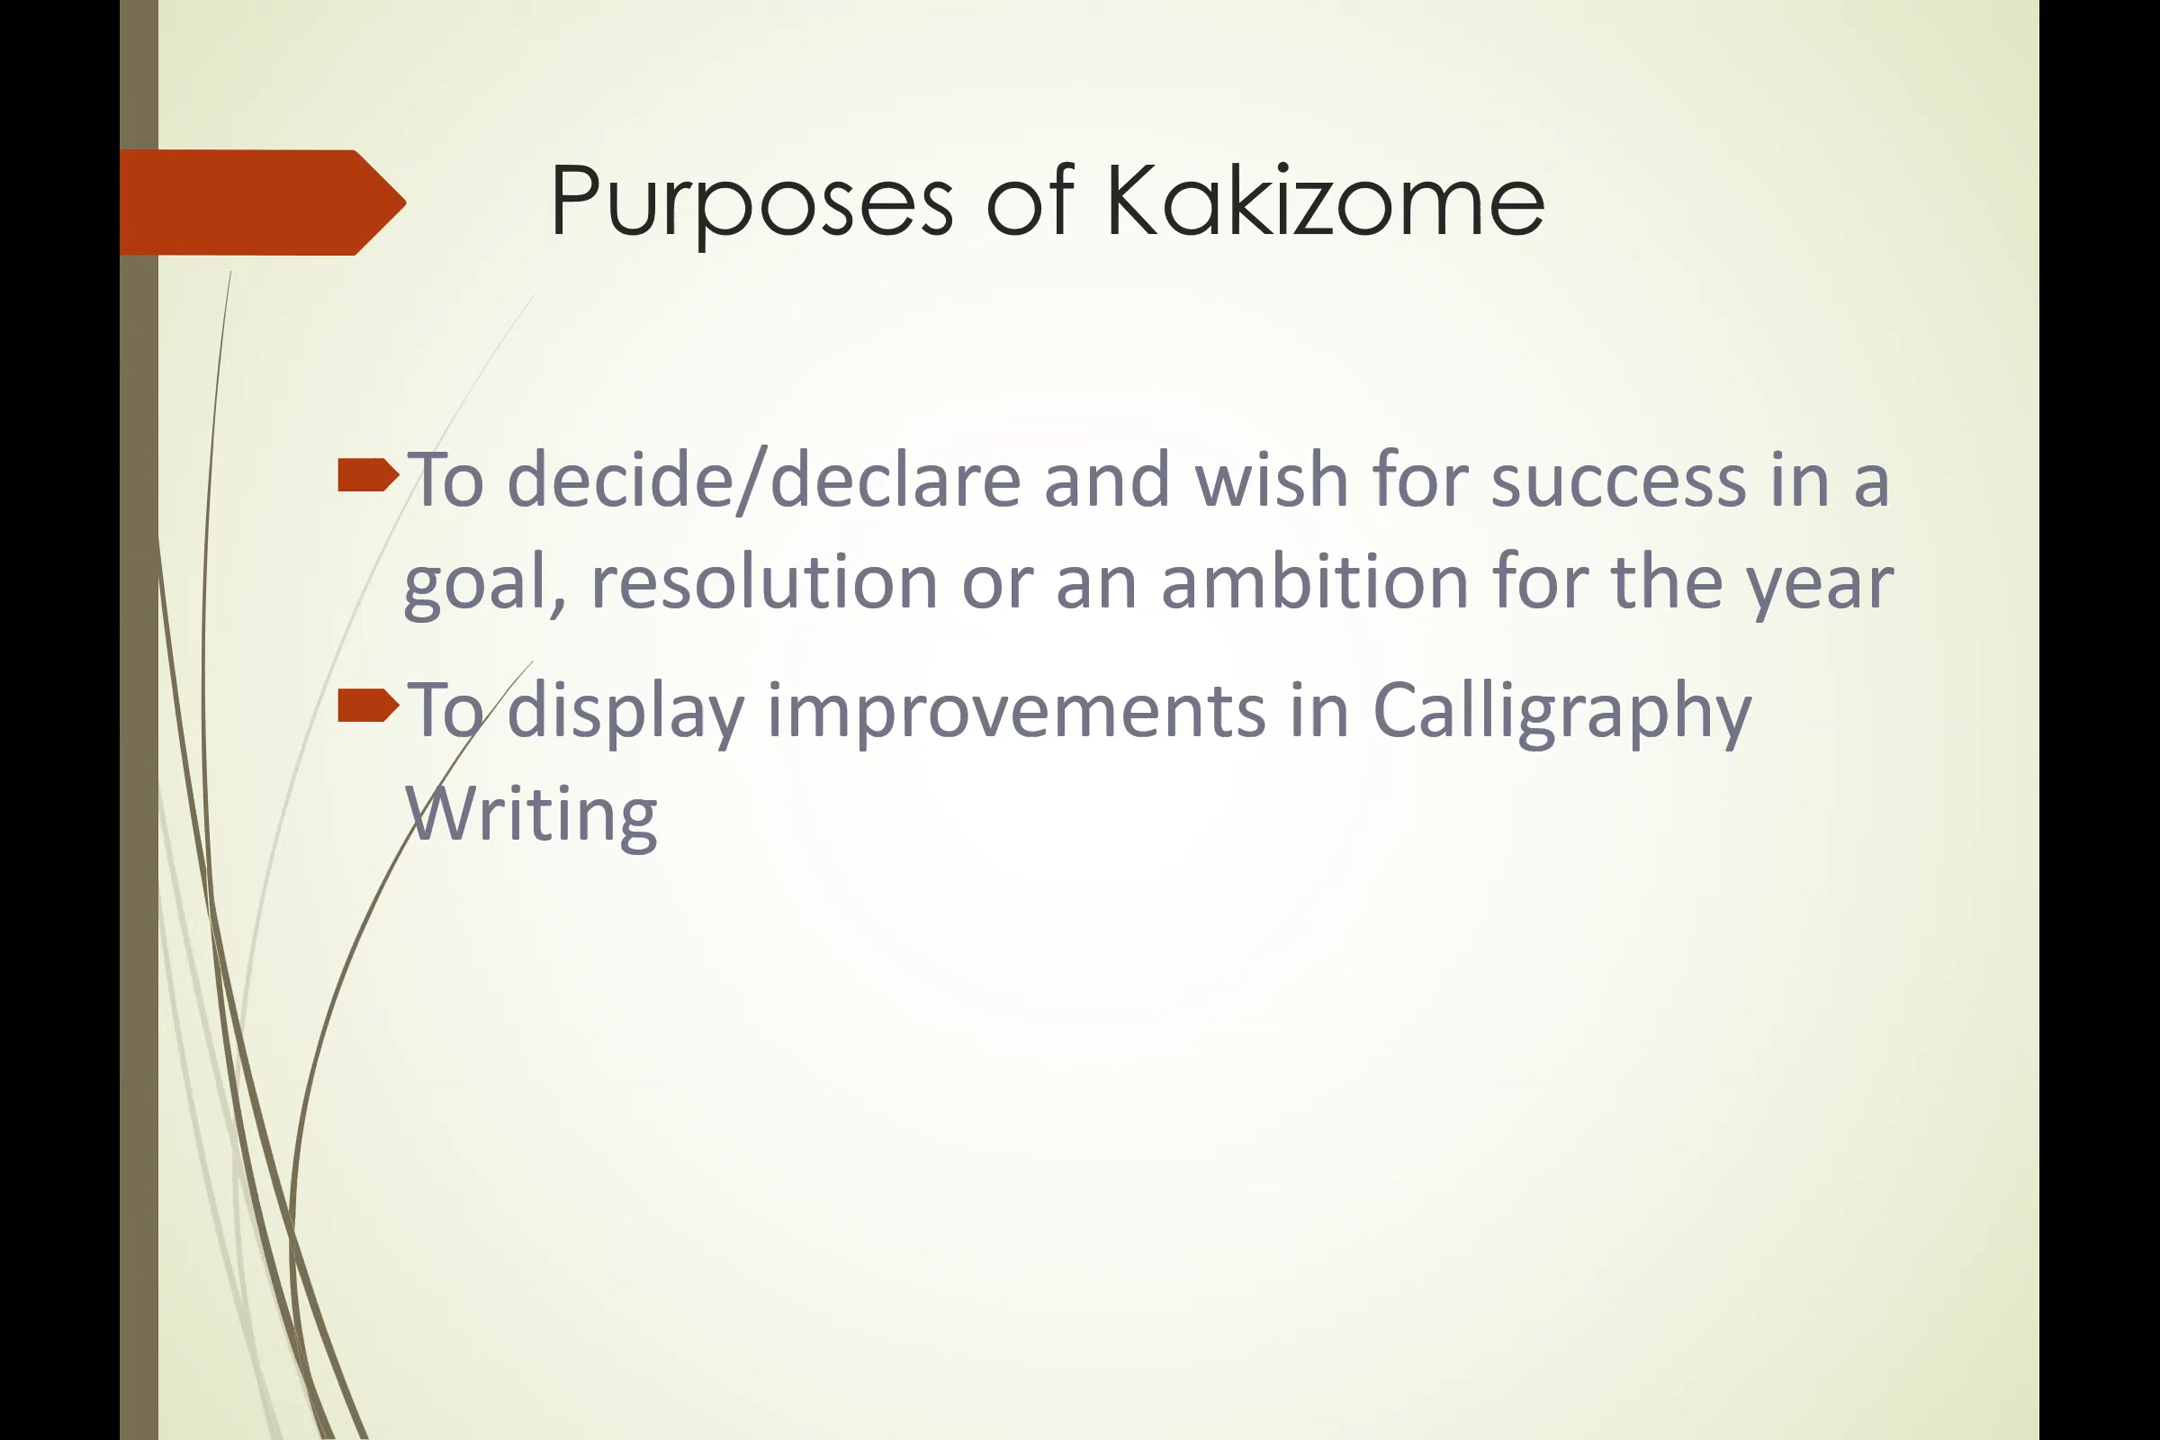 Purposes of Kakizome
To decide/declare and wish for success in a
goal, resolution or an ambition for the year
To display improvements in Calligraphy
Writing